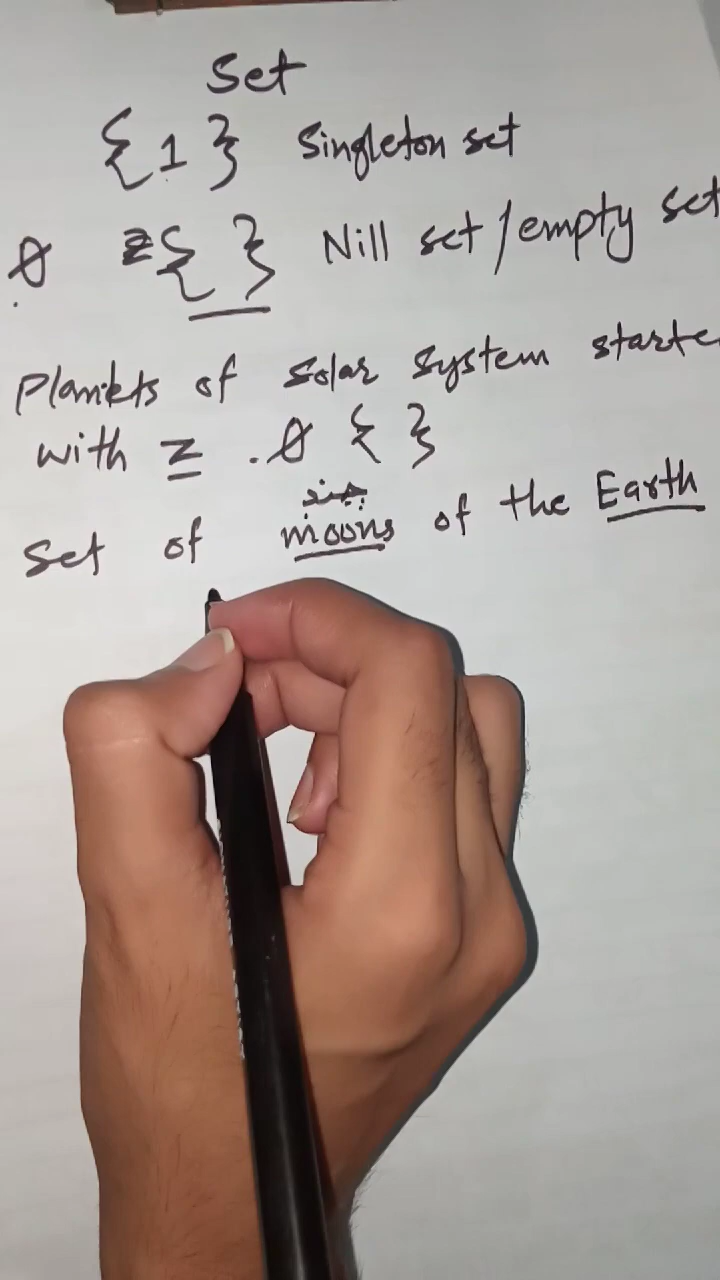 Set
{1} Singleton set
∅ = { } Nill set / empty set
Planets of solar system starte
with z . ∅ { }
چند
Set of moons of the Earth